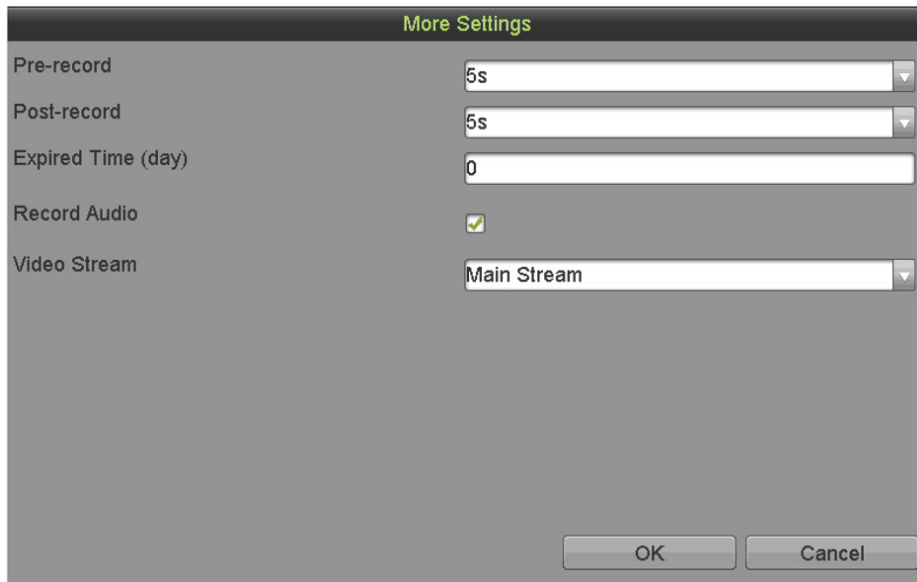 More Settings
Pre-record
5s
Post-record
5s
Expired Time (day)
0
Record Audio
Video Stream
Main Stream
OK
Cancel